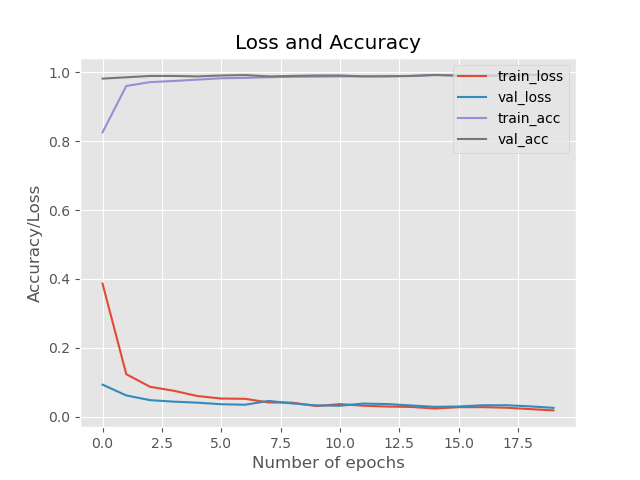 Loss and Accuracy
1.0
0.8
0.6
0.4
0.2
0.0
Accuracy/Loss
train_loss
val_loss
train_acc
val_acc
0.0 2.5 5.0 7.5 10.0 12.5 15.0 17.5
Number of epochs